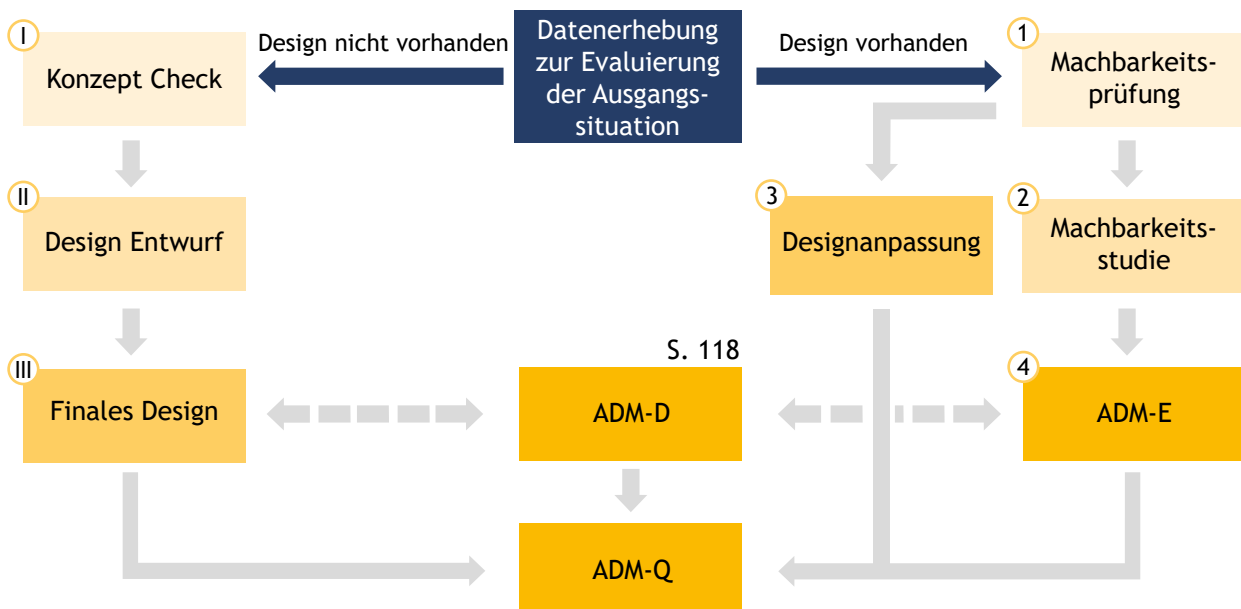 I
Konzept Check
Design nicht vorhanden
Datenerhebung
zur Evaluierung
der Ausgangs-
situation
Design vorhanden
1
Machbarkeits-
prüfung
II
Design Entwurf
3
Designanpassung
2
Machbarkeits-
studie
III
Finales Design
S. 118
ADM-D
4
ADM-E
ADM-Q